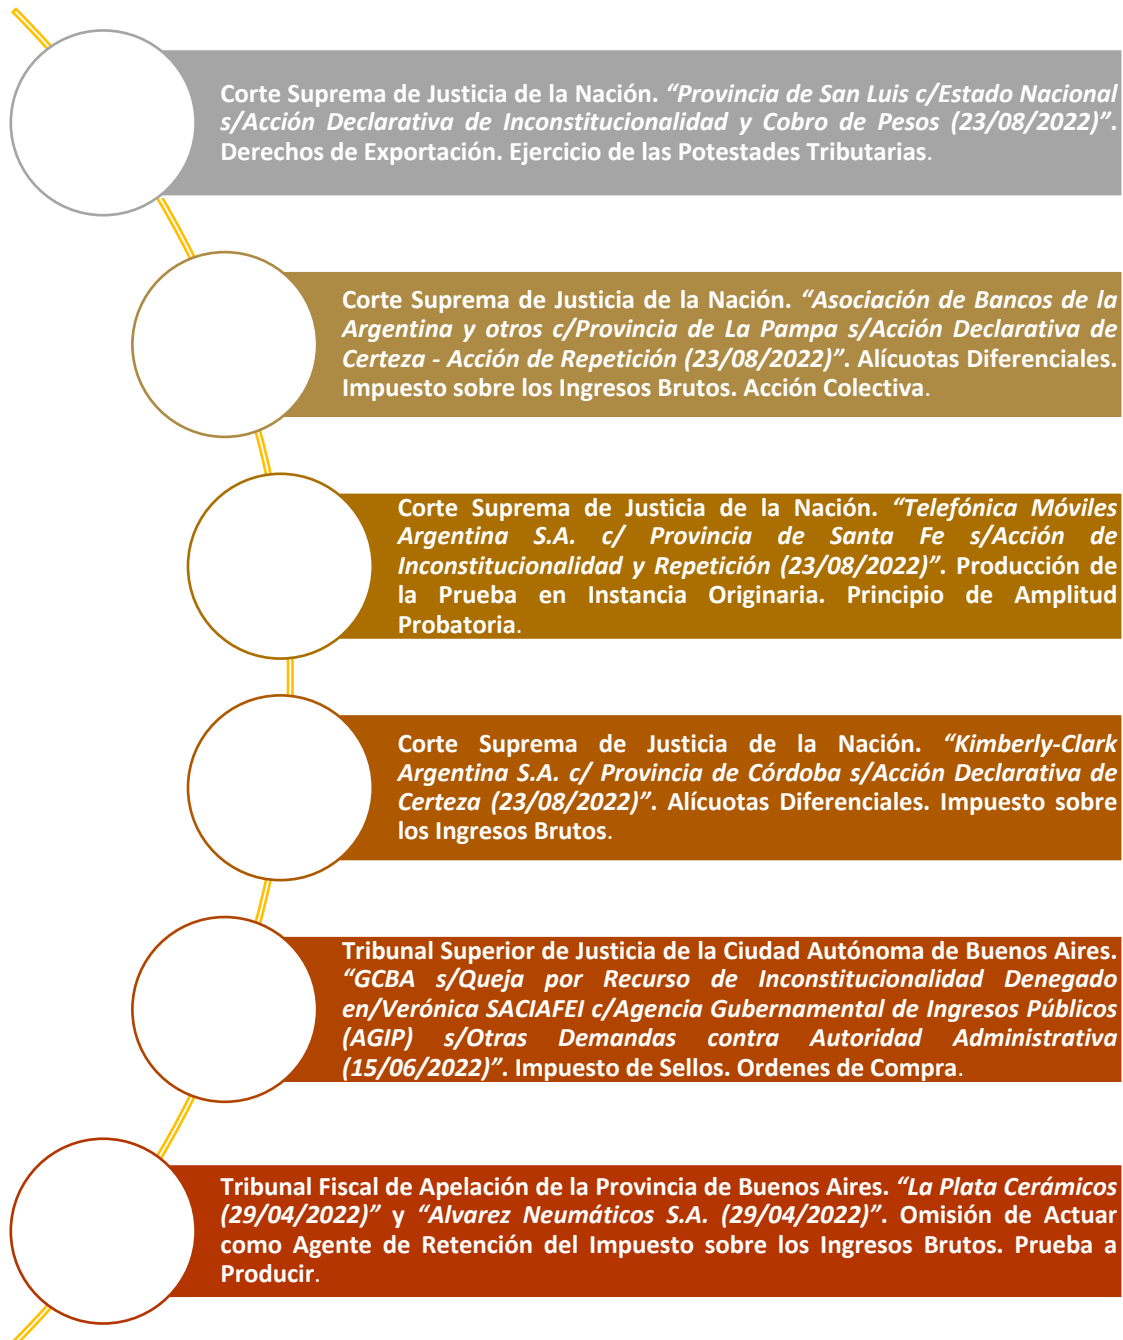 Corte Suprema de Justicia de la Nación. “Provincia de San Luis c/Estado Nacional
s/Acción Declarativa de Inconstitucionalidad y Cobro de Pesos (23/08/2022)”.
Derechos de Exportación. Ejercicio de las Potestades Tributarias.
Corte Suprema de Justicia de la Nación. “Asociación de Bancos de la
Argentina y otros c/Provincia de La Pampa s/Acción Declarativa de
Certeza - Acción de Repetición (23/08/2022)”. Alícuotas Diferenciales.
Impuesto sobre los Ingresos Brutos. Acción Colectiva.
Corte Suprema de Justicia de la Nación. “Telefónica Móviles
Argentina S.A. c/ Provincia de Santa Fe s/Acción de
Inconstitucionalidad y Repetición (23/08/2022)”. Producción de
la Prueba en Instancia Originaria. Principio de Amplitud
Probatoria.
Corte Suprema de Justicia de la Nación. “Kimberly-Clark
Argentina S.A. c/ Provincia de Córdoba s/Acción Declarativa de
Certeza (23/08/2022)”. Alícuotas Diferenciales. Impuesto sobre
los Ingresos Brutos.
Tribunal Superior de Justicia de la Ciudad Autónoma de Buenos Aires.
“GCBA s/Queja por Recurso de Inconstitucionalidad Denegado
en/Verónica SACIAFEI c/Agencia Gubernamental de Ingresos Públicos
(AGIP) s/Otras Demandas contra Autoridad Administrativa
(15/06/2022)”. Impuesto de Sellos. Ordenes de Compra.
Tribunal Fiscal de Apelación de la Provincia de Buenos Aires. “La Plata Cerámicos
(29/04/2022)” y “Alvarez Neumáticos S.A. (29/04/2022)”. Omisión de Actuar
como Agente de Retención del Impuesto sobre los Ingresos Brutos. Prueba a
Producir.